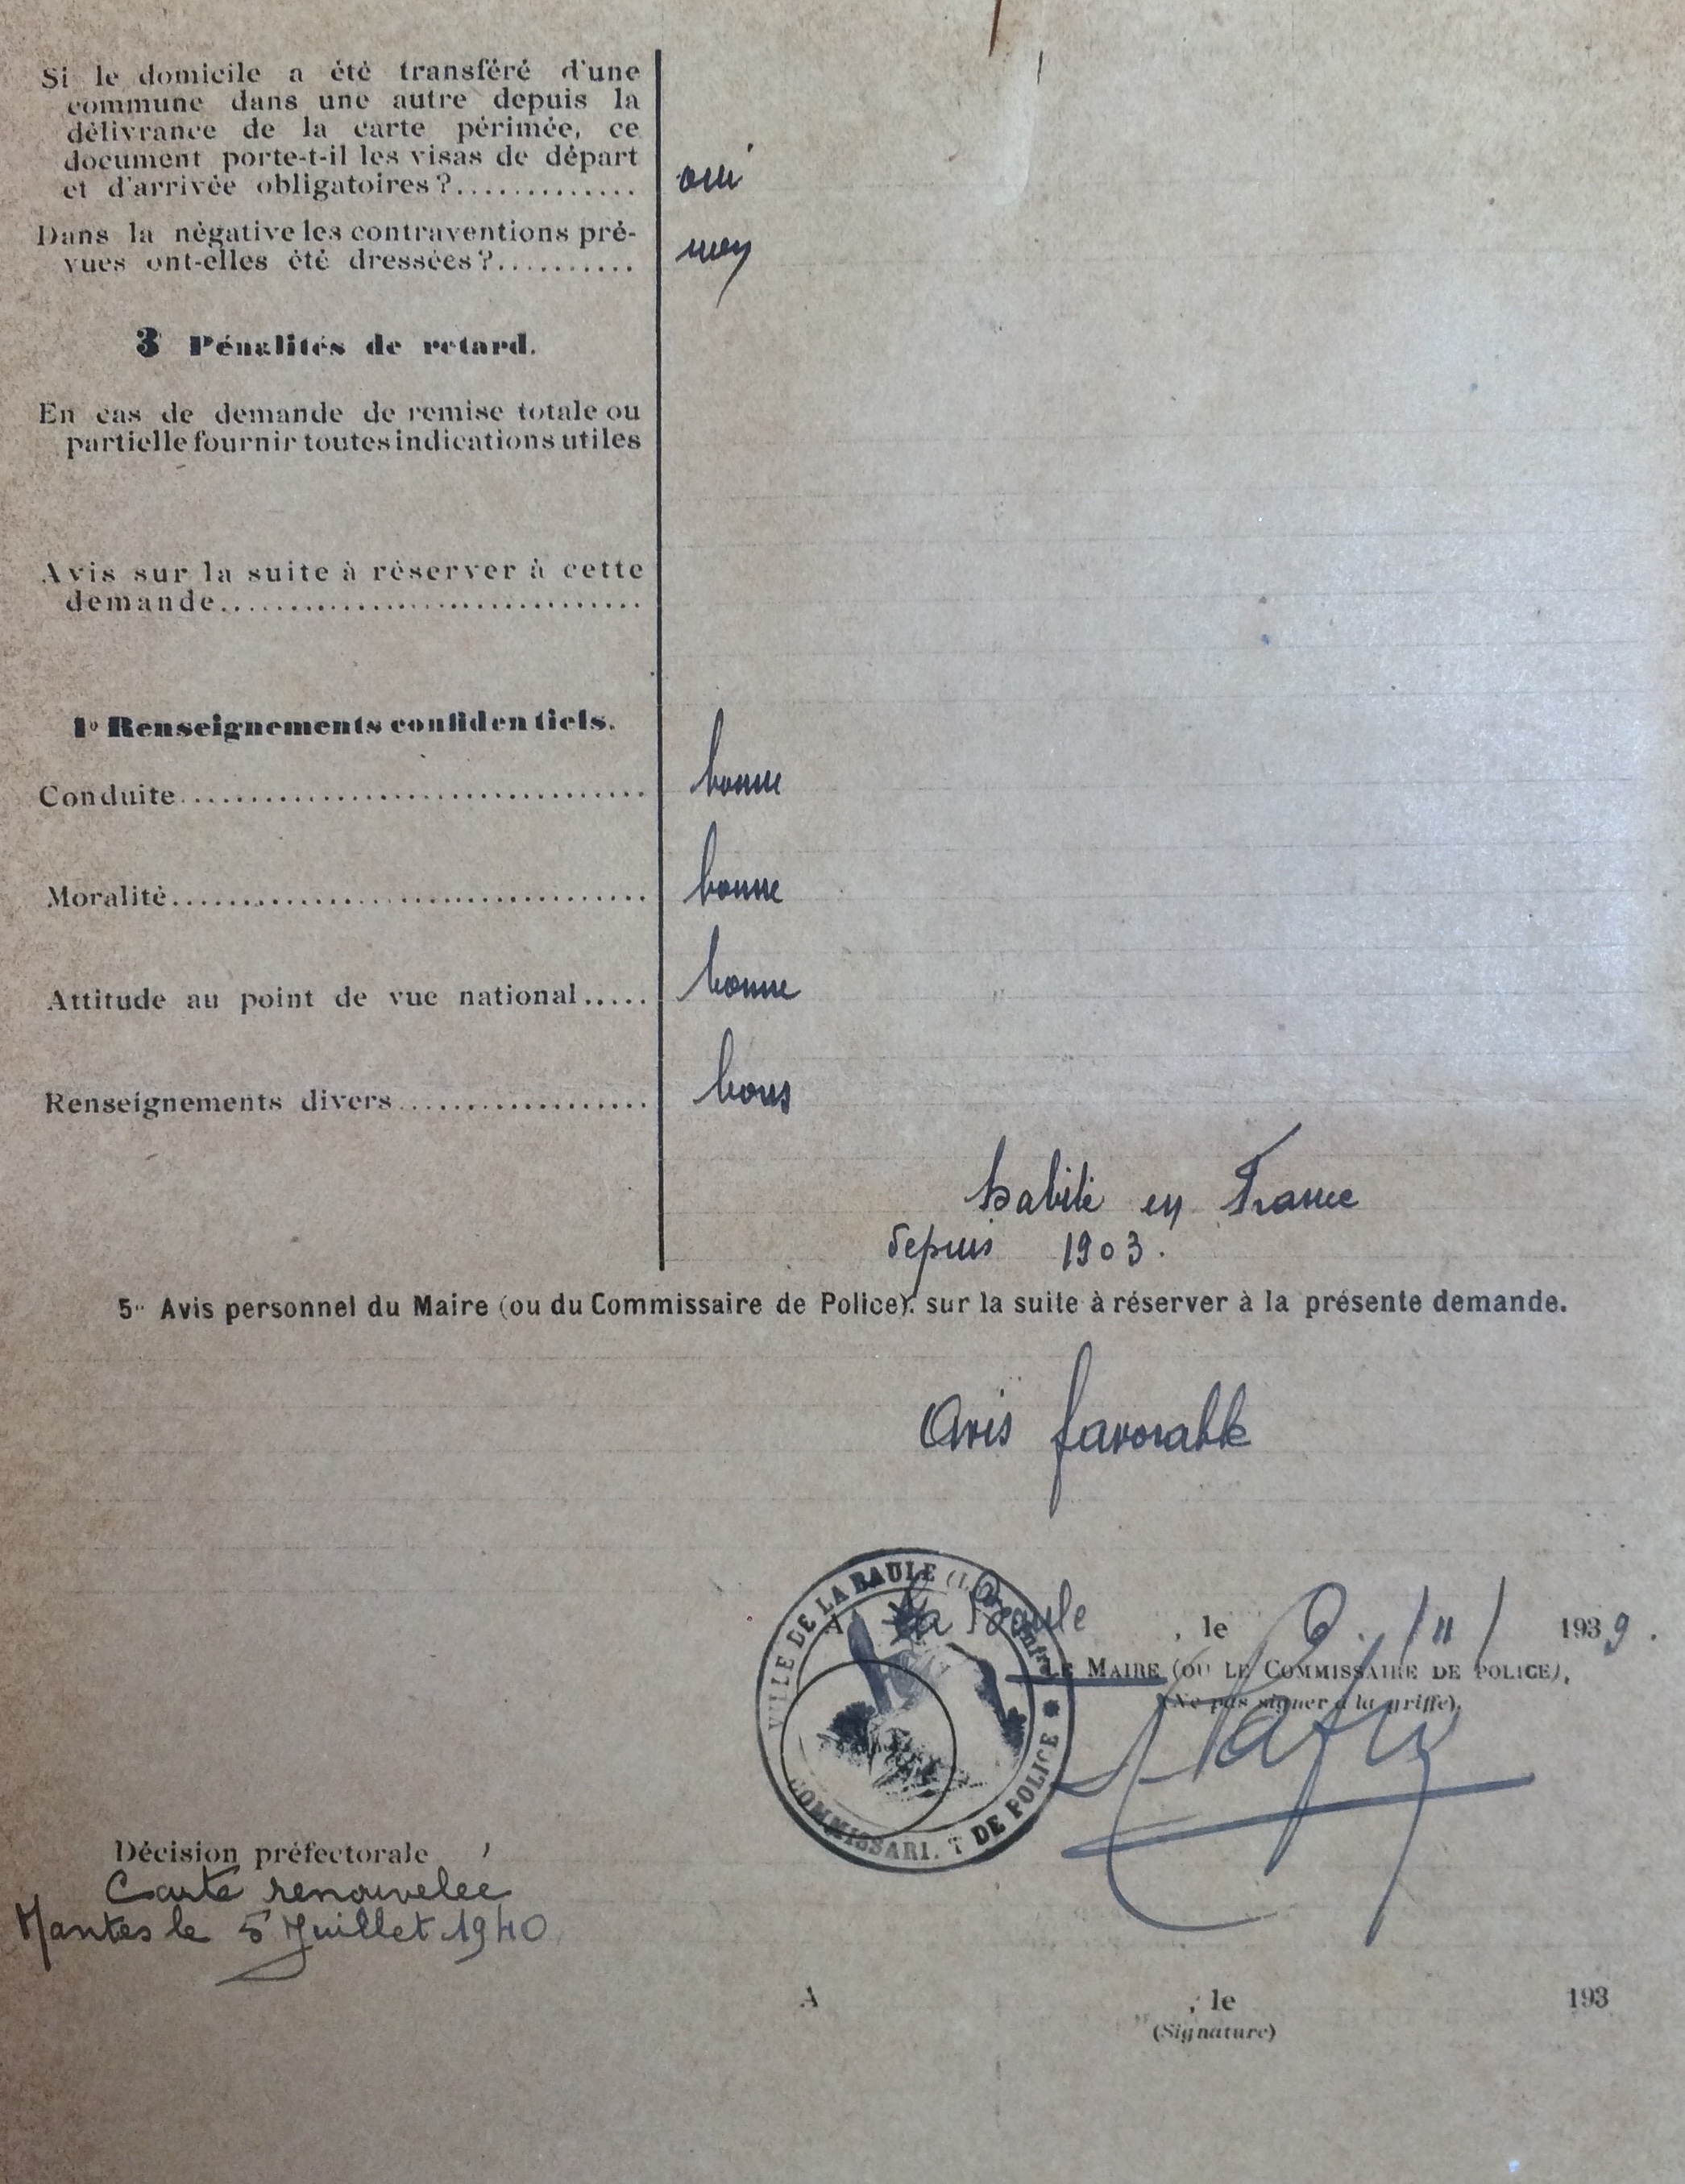 Si le domicile a été transféré d'une
commune dans une autre depuis la
délivrance de la carte périmée, ce
document porte-t-il les visas de départ
et d'arrivée obligatoires ?............. oui
Dans la négative les contraventions pré-
vues ont-elles été dressées ?.......... non
3 Pénalités de retard.
En cas de demande de remise totale ou
partielle fournir toutes indications utiles
Avis sur la suite à réserver à cette
demande..............................
1º Renseignements confidentiels.
Conduite................................. bonne
Moralité.................................. bonne
Attitude au point de vue national..... bonne
Renseignements divers.................. bons
habite en France
depuis 1903.
5º Avis personnel du Maire (ou du Commissaire de Police). sur la suite à réserver à la présente demande.
Avis favorable
VILLE DE LA BAULE
COMMISSARI. T DE POLICE
A La Baule, le 1939.
LE MAIRE (OU LE COMMISSAIRE DE POLICE),
(Ne pas signer à la griffe).
Décision préfectorale
Carte renouvelée
Nantes le 5 Juillet 1940
A , le 193
(Signature)